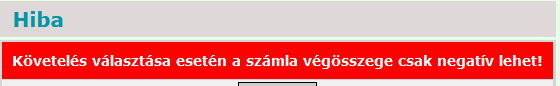 Hiba
Követelés választása esetén a számla végösszege csak negatív lehet!